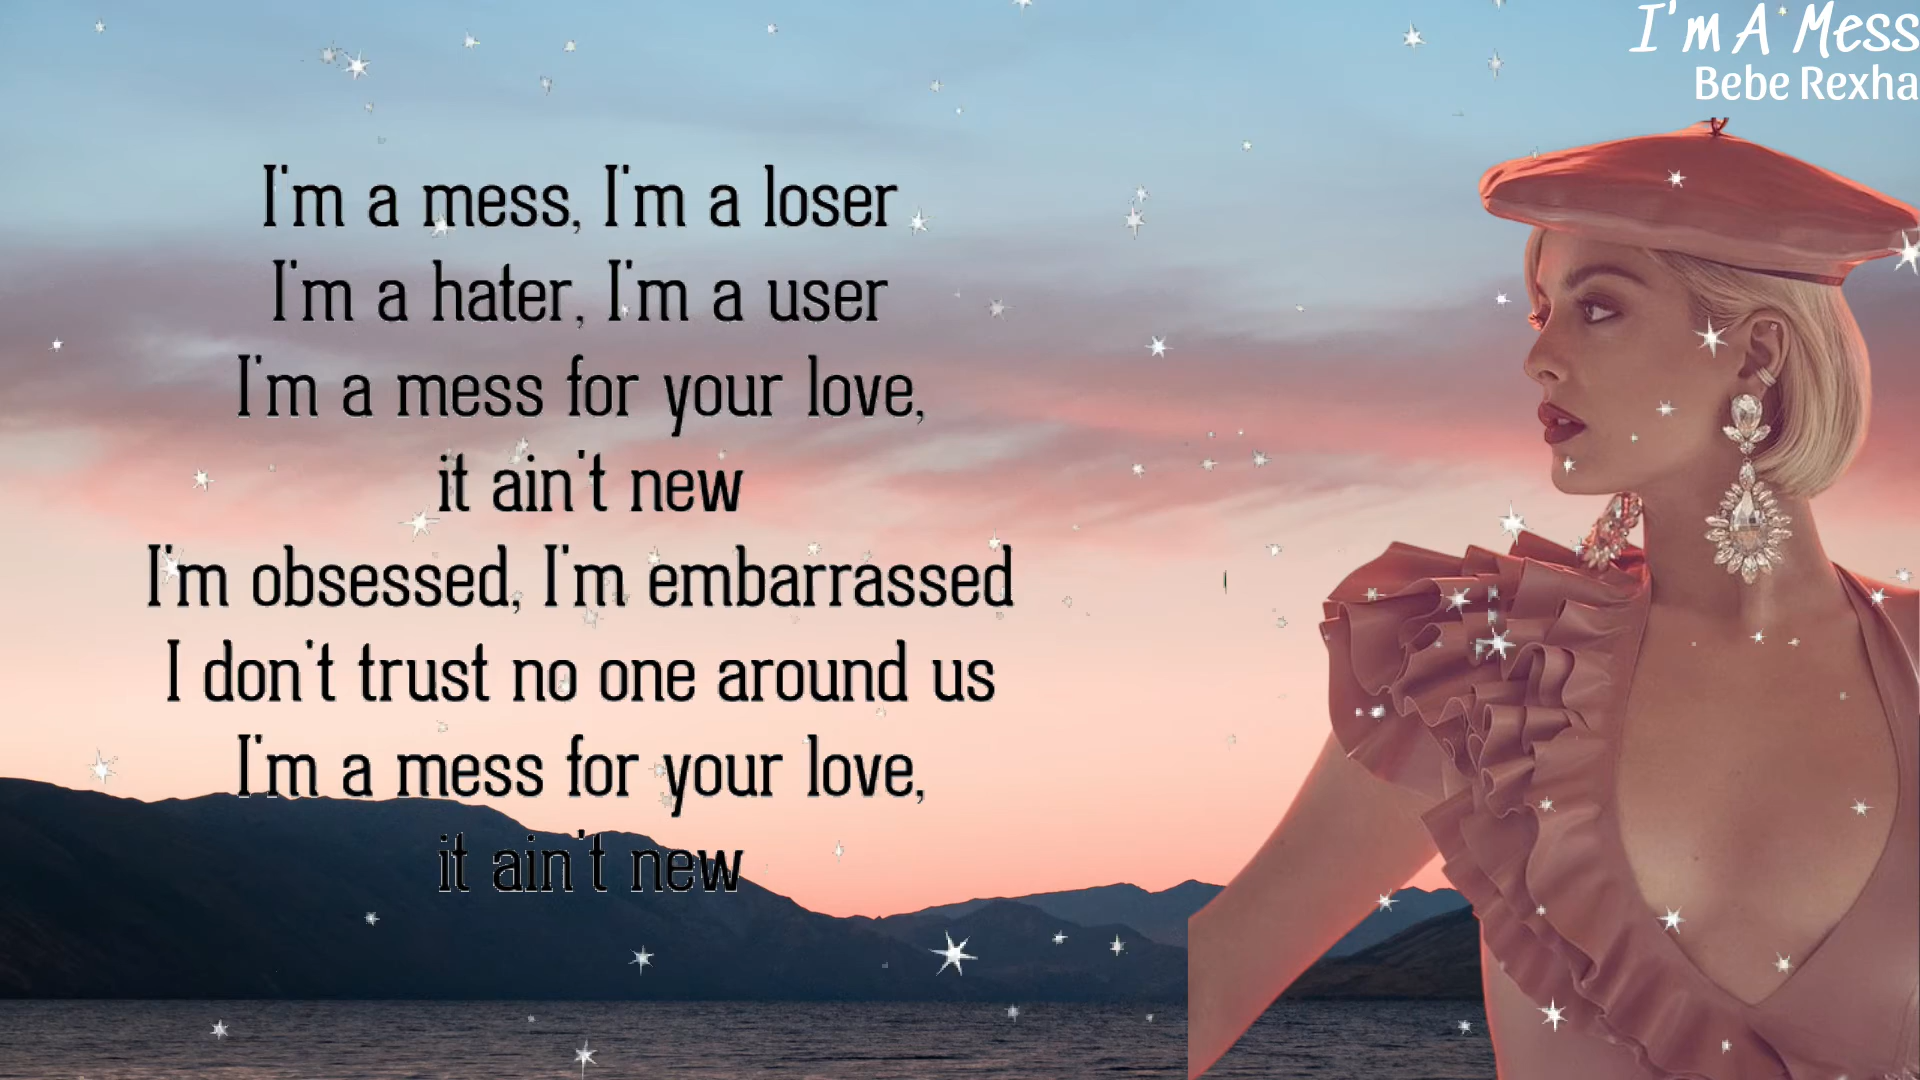 I'm A Mess
Bebe Rexha
I'm a mess, I'm a loser
I'm a hater, I'm a user
I'm a mess for your love,
it ain't new
I'm obsessed, I'm embarrassed
I don't trust no one around us
I'm a mess for your love,
it ain't new